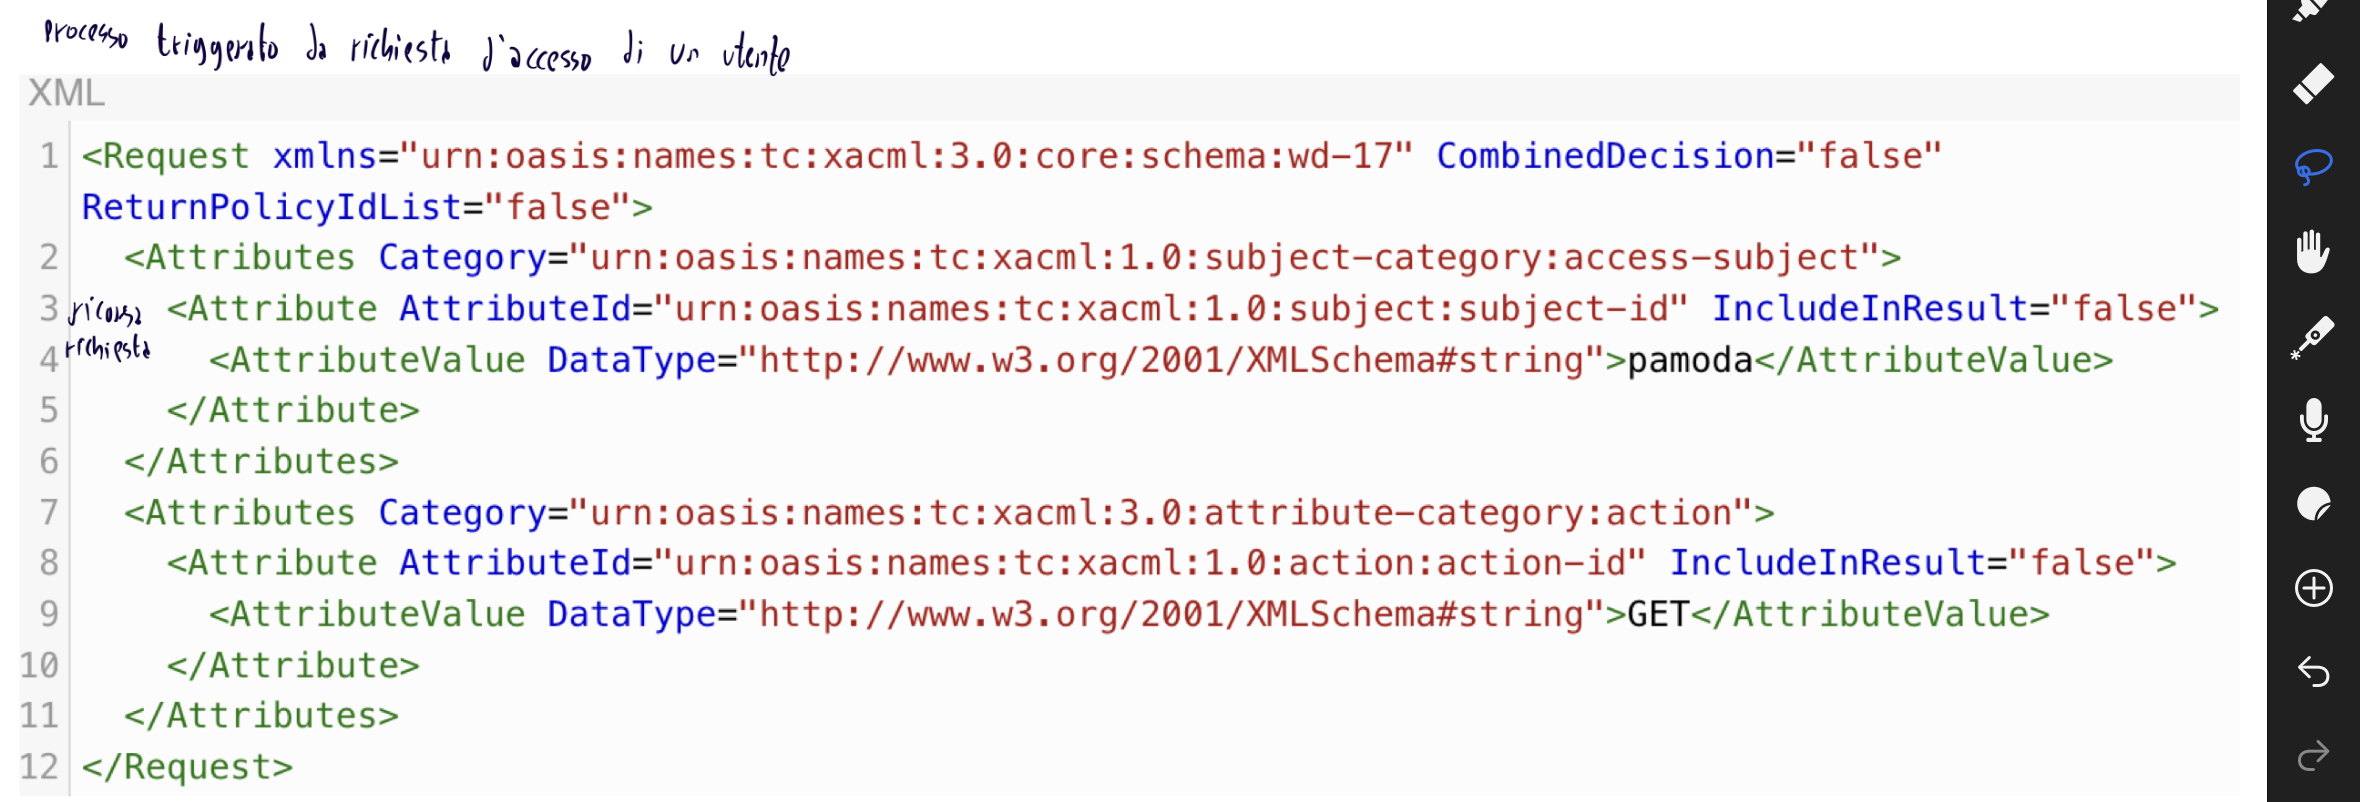 processo triggerato da richiesta d'accesso di un utente
XML
1 <Request xmlns="urn:oasis:names:tc:xacml:3.0:core:schema:wd-17" CombinedDecision="false"
ReturnPolicyIdList="false">
2 <Attributes Category="urn:oasis:names:tc:xacml:1.0:subject-category:access-subject">
3 <Attribute AttributeId="urn:oasis:names:tc:xacml:1.0:subject:subject-id" IncludeInResult="false">
richiesta
4 <AttributeValue DataType="http://www.w3.org/2001/XMLSchema#string">pamoda</AttributeValue>
5 </Attribute>
6 </Attributes>
7 <Attributes Category="urn:oasis:names:tc:xacml:3.0:attribute-category:action">
8 <Attribute AttributeId="urn:oasis:names:tc:xacml:1.0:action:action-id" IncludeInResult="false">
9 <AttributeValue DataType="http://www.w3.org/2001/XMLSchema#string">GET</AttributeValue>
10 </Attribute>
11 </Attributes>
12 </Request>